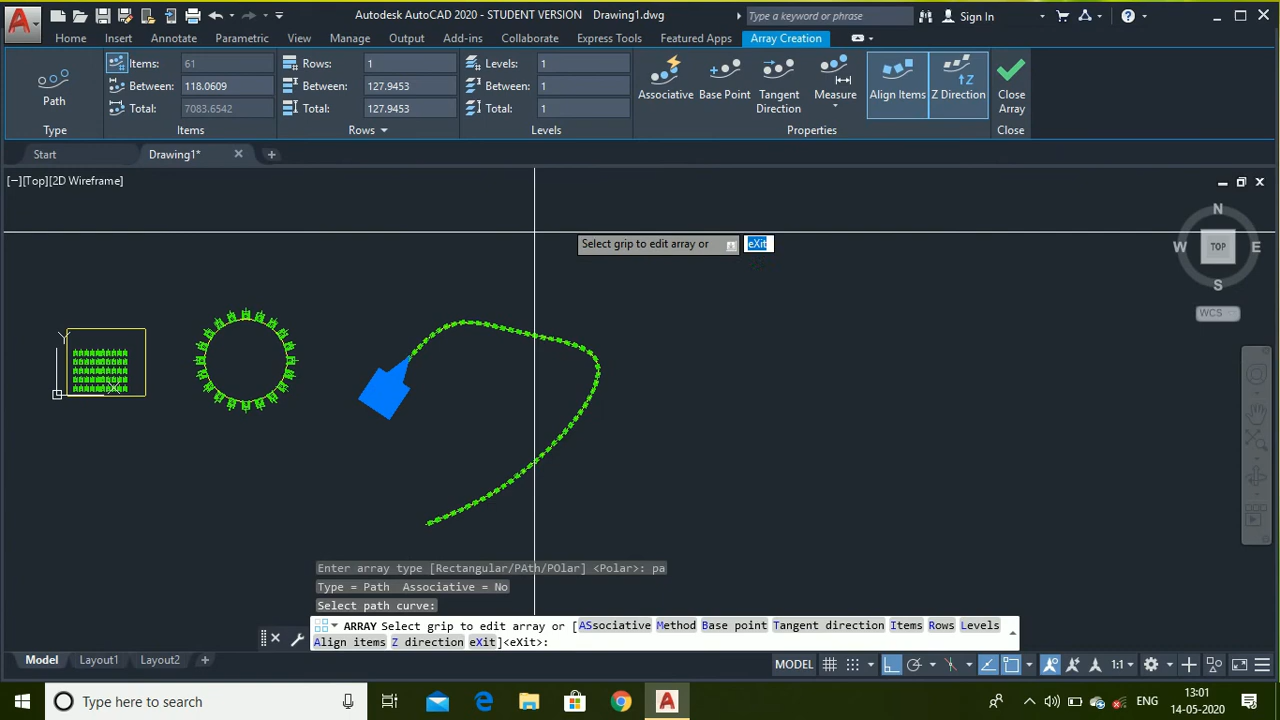 Autodesk AutoCAD 2020 - STUDENT VERSION Drawing1.dwg
Type a keyword or phrase
Sign In
Home Insert Annotate Parametric View Manage Output Add-ins Collaborate Express Tools Featured Apps Array Creation
Path
Type
Items: 61
Between: 118.0609
Total: 7083.6542
Items
Rows: 1
Between: 127.9453
Total: 127.9453
Rows
Levels: 1
Between: 1
Total: 1
Levels
Associative
Base Point
Tangent
Direction
Measure
Align Items
Z Direction
Properties
Close
Array
Close
Start
Drawing1*
[−][Top][2D Wireframe]
N
W TOP E
S
WCS
Select grip to edit array or eXit
Y
X
Enter array type [Rectangular/PAth/POlar] <Polar>: pa
Type = Path Associative = No
Select path curve:
ARRAY Select grip to edit array or [ASsociative Method Base point Tangent direction Items Rows Levels
Align items Z direction eXit]<eXit>:
Model Layout1 Layout2
MODEL
1:1
Type here to search
ENG
13:01
14-05-2020